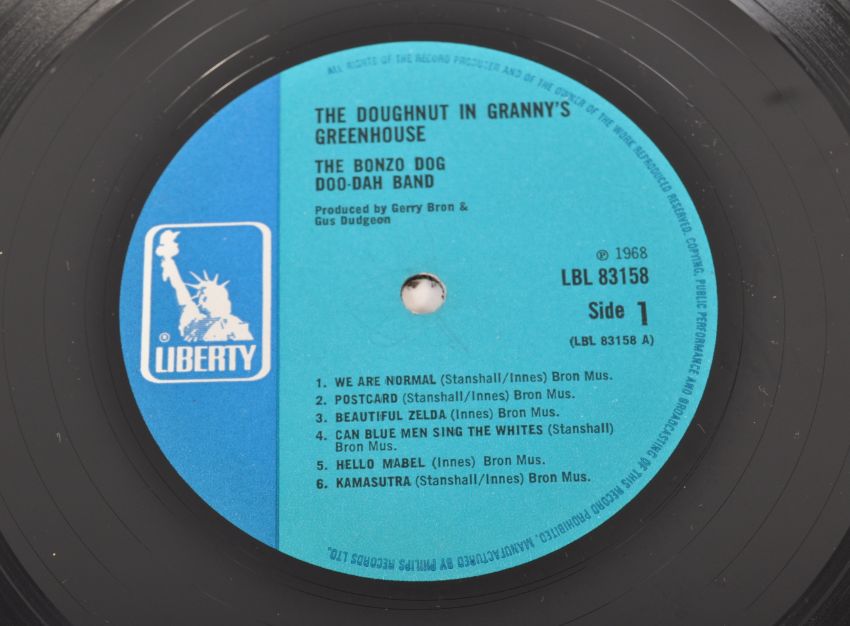 ALL RIGHTS OF THE RECORD PRODUCER AND OF THE OWNER OF THE WORK REPRODUCED RESERVED. COPYING, PUBLIC PERFORMANCE AND BROADCASTING OF THIS RECORD PROHIBITED. MANUFACTURED BY PHILIPS RECORDS LTD.
THE DOUGHNUT IN GRANNY'S
GREENHOUSE
THE BONZO DOG
DOO-DAH BAND
Produced by Gerry Bron &
Gus Dudgeon
℗ 1968
LBL 83158
Side 1
(LBL 83158 A)
® LIBERTY
1. WE ARE NORMAL (Stanshall/Innes) Bron Mus.
2. POSTCARD (Stanshall/Innes) Bron Mus.
3. BEAUTIFUL ZELDA (Innes) Bron Mus.
4. CAN BLUE MEN SING THE WHITES (Stanshall)
Bron Mus.
5. HELLO MABEL (Innes) Bron Mus.
6. KAMASUTRA (Stanshall/Innes) Bron Mus.